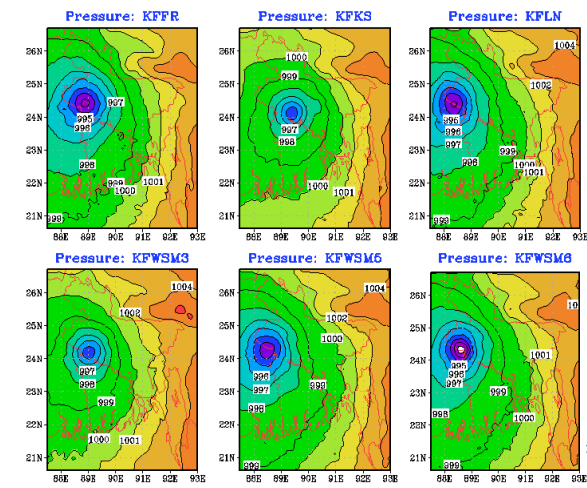 Pressure: KFFR
Pressure: KFKS
Pressure: KFLN
26N
25N
24N
23N
22N
21N
997
995
996
998
999
1000
1001
999
88E 89E 90E 91E 92E 93E
26N
25N
24N
23N
22N
21N
1000
999
997
998
1000
1001
88E 89E 90E 91E 92E 93E
26N
25N
24N
23N
22N
21N
1004
1002
995
996
997
998
999
1000
1001
999
88E 89E 90E 91E 92E 93E
Pressure: KFWSM3
Pressure: KFWSM5
Pressure: KFWSM6
26N
25N
24N
23N
22N
21N
1004
1002
997
998
999
1000
1001
88E 89E 90E 91E 92E 93E
26N
25N
24N
23N
22N
21N
1004
1002
1000
996
997
999
998
999
88E 89E 90E 91E 92E 93E
26N
25N
24N
23N
22N
21N
10
1001
995
996
997
999
998
1000
999
88E 89E 90E 91E 92E 93E